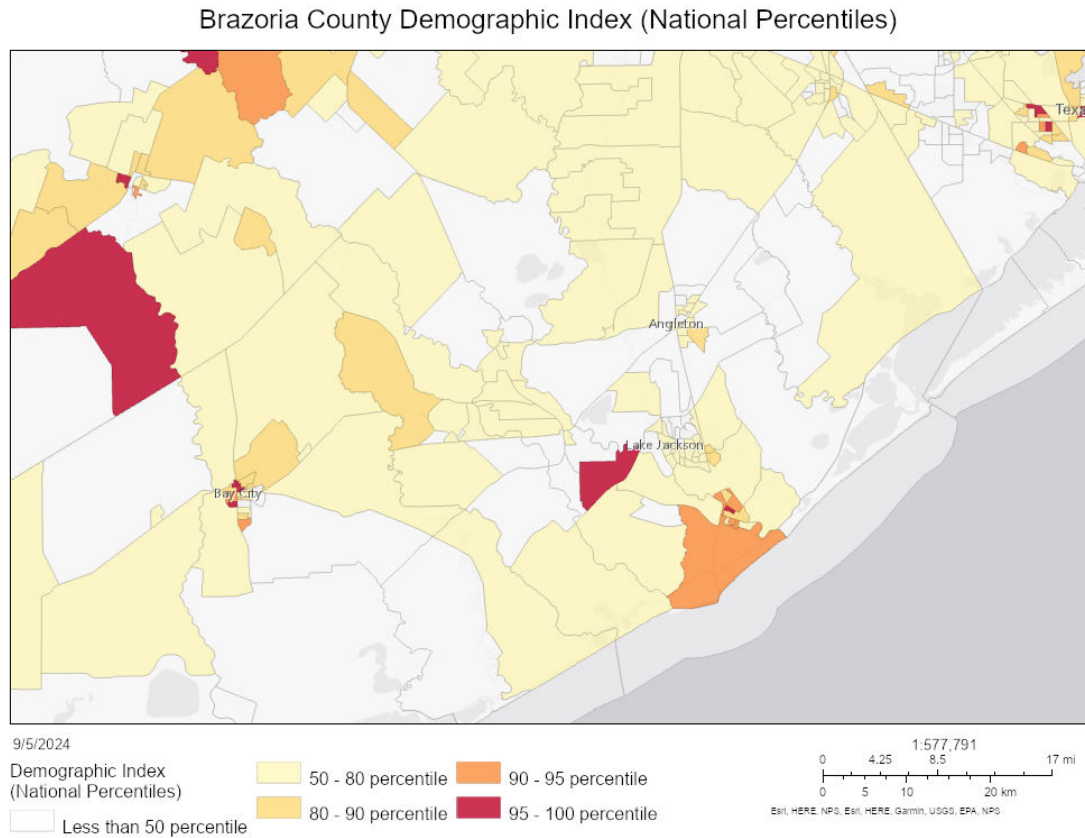 Brazoria County Demographic Index (National Percentiles)
Texa
Angleton
Lake Jackson
Bay City
9/5/2024
Demographic Index
(National Percentiles)
Less than 50 percentile
50 - 80 percentile
80 - 90 percentile
90 - 95 percentile
95 - 100 percentile
1:577,791
0 4.25 8.5 17 mi
0 5 10 20 km
Esri, HERE, NPS, Esri, HERE, Garmin, USGS, EPA, NPS